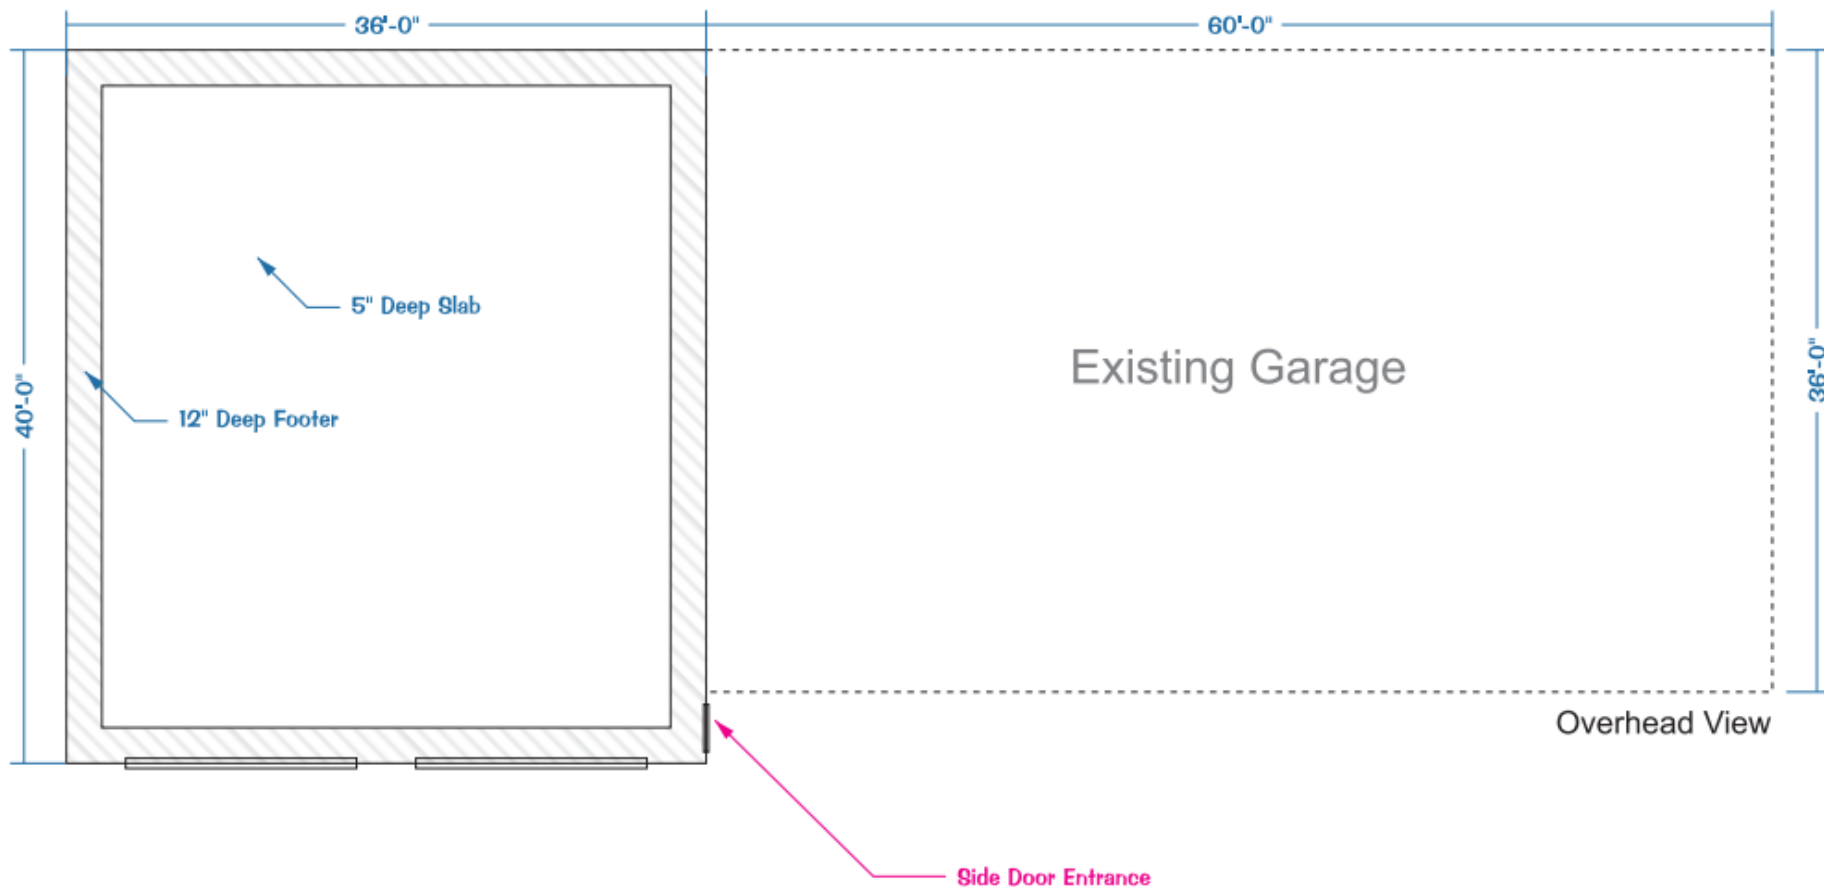 36'-0"
60'-0"
5" Deep Slab
12" Deep Footer
40'-0"
Existing Garage
36'-0"
Overhead View
Side Door Entrance